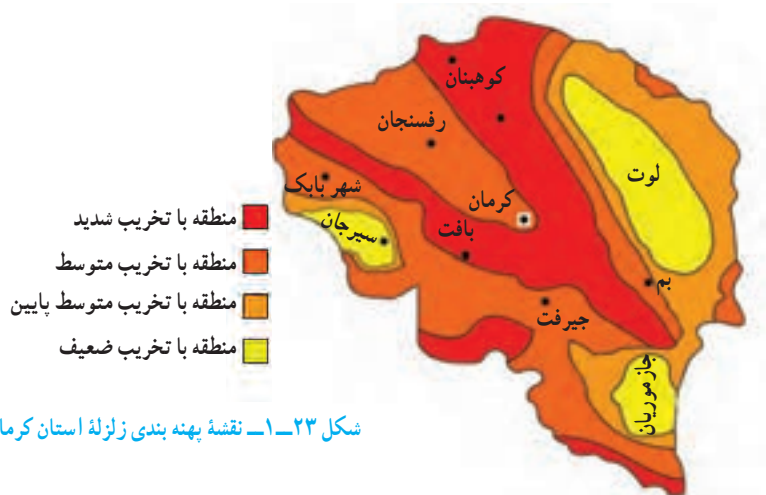 کوهبنان
رفسنجان
لوت
شهر بابک
کرمان
سیرجان
بافت
بم
جیرفت
جازموریان
منطقه با تخریب شدید
منطقه با تخریب متوسط
منطقه با تخریب متوسط پایین
منطقه با تخریب ضعیف
شکل ۲۳ــ۱ــ نقشهٔ پهنه بندی زلزلهٔ استان کرما